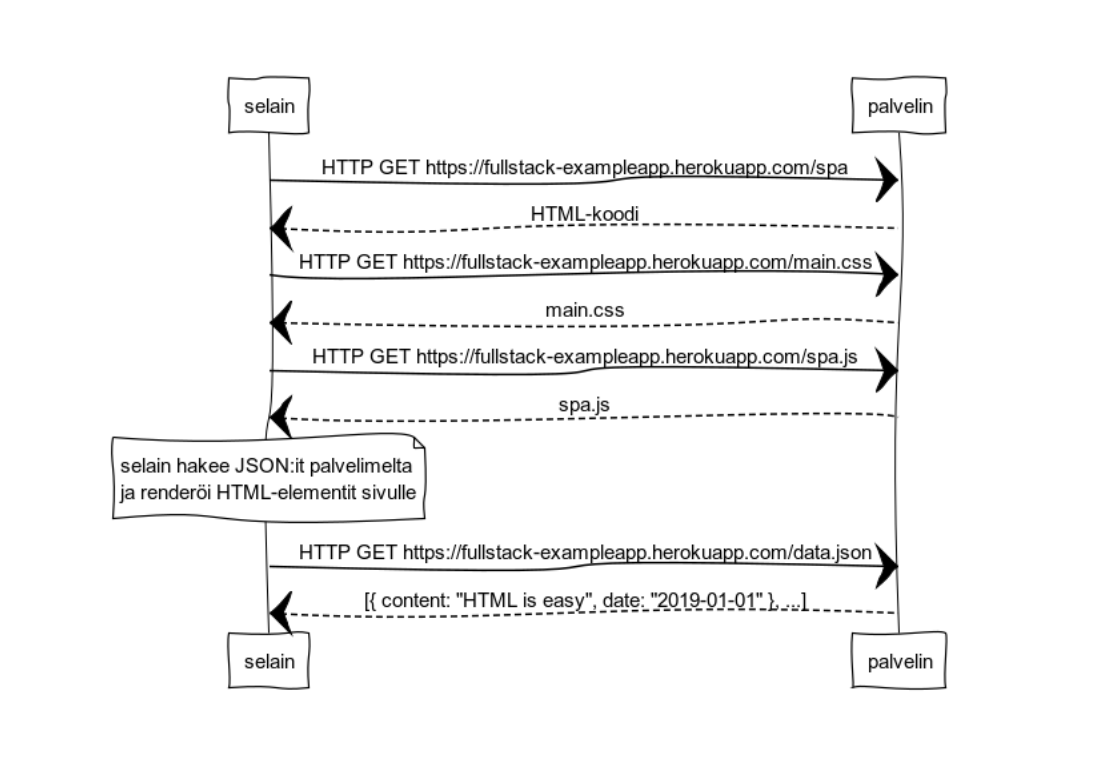 selain
palvelin
HTTP GET https://fullstack-exampleapp.herokuapp.com/spa
HTML-koodi
HTTP GET https://fullstack-exampleapp.herokuapp.com/main.css
main.css
HTTP GET https://fullstack-exampleapp.herokuapp.com/spa.js
spa.js
selain hakee JSON:it palvelimelta
ja renderöi HTML-elementit sivulle
HTTP GET https://fullstack-exampleapp.herokuapp.com/data.json
[{ content: "HTML is easy", date: "2019-01-01" }, ...]
selain
palvelin